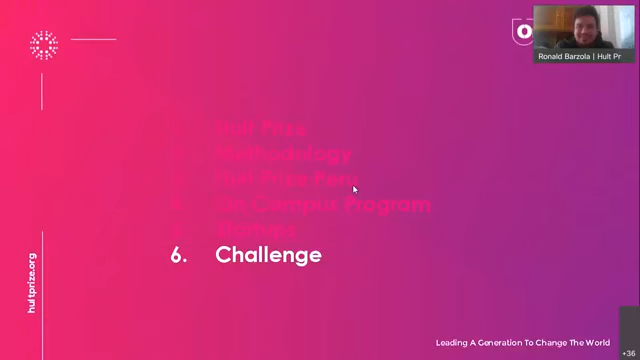 Ronald Barzola | Hult Pr
Hult Prize
Methodology
Hult Prize Peru
4. On Campus Program
5. Startups
6. Challenge
hultprize.org
Leading A Generation To Change The World
+36